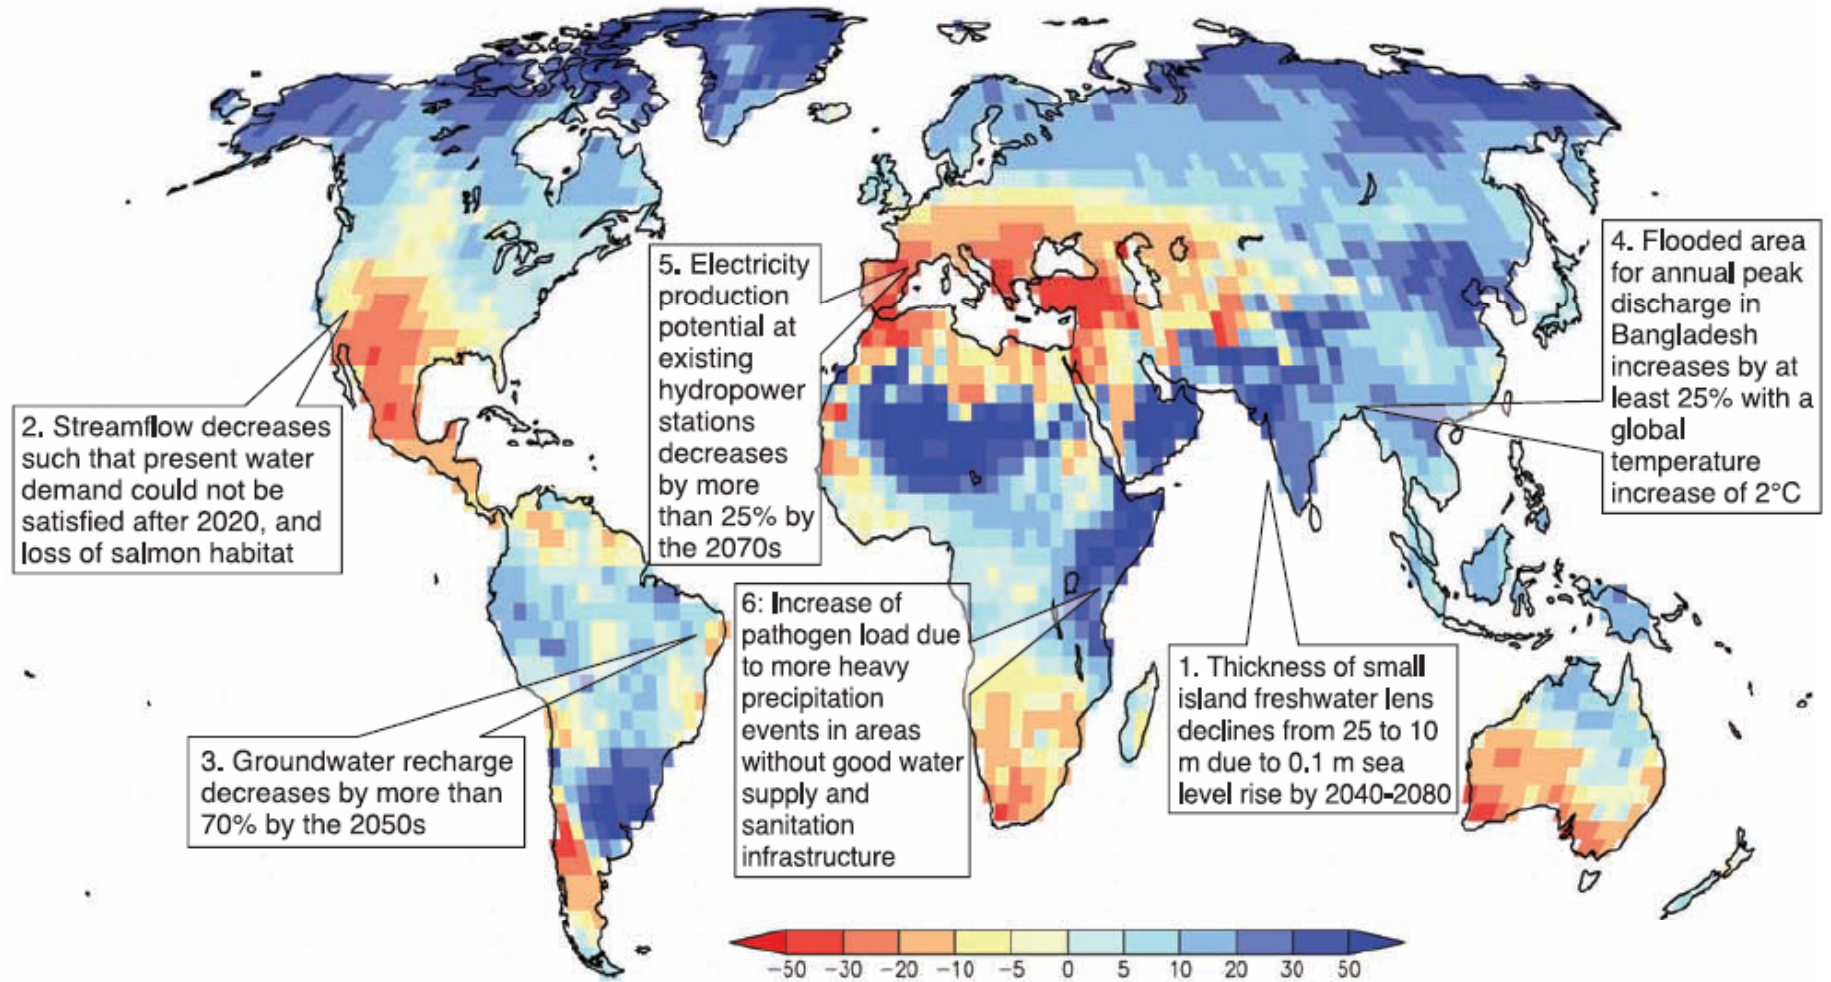 2. Streamflow decreases
such that present water
demand could not be
satisfied after 2020, and
loss of salmon habitat
5. Electricity
production
potential at
existing
hydropower
stations
decreases
by more
than 25% by
the 2070s
4. Flooded area
for annual peak
discharge in
Bangladesh
increases by at
least 25% with a
global
temperature
increase of 2°C
3. Groundwater recharge
decreases by more than
70% by the 2050s
6: Increase of
pathogen load due
to more heavy
precipitation
events in areas
without good water
supply and
sanitation
infrastructure
1. Thickness of small
island freshwater lens
declines from 25 to 10
m due to 0.1 m sea
level rise by 2040-2080
−50 −30 −20 −10 −5 0 5 10 20 30 50